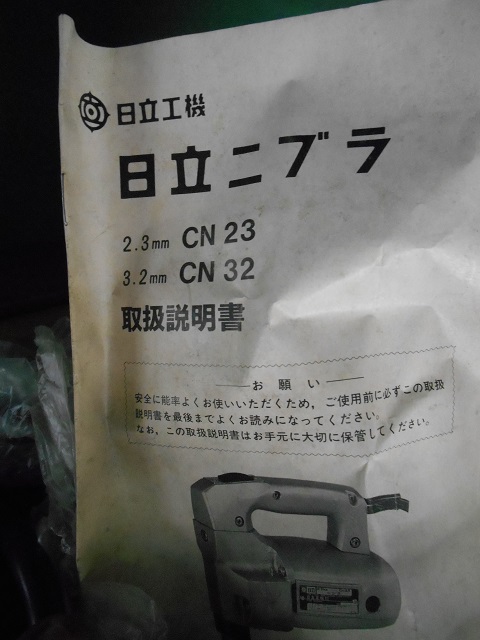 日立工機
日立ニブラ
2.3mm CN 23
3.2mm CN 32
取扱説明書
お願い
安全に能率よくお使いいただくため，ご使用前に必ずこの取扱
説明書を最後までよくお読みになってください。
なお，この取扱説明書はお手元に大切に保管してください。